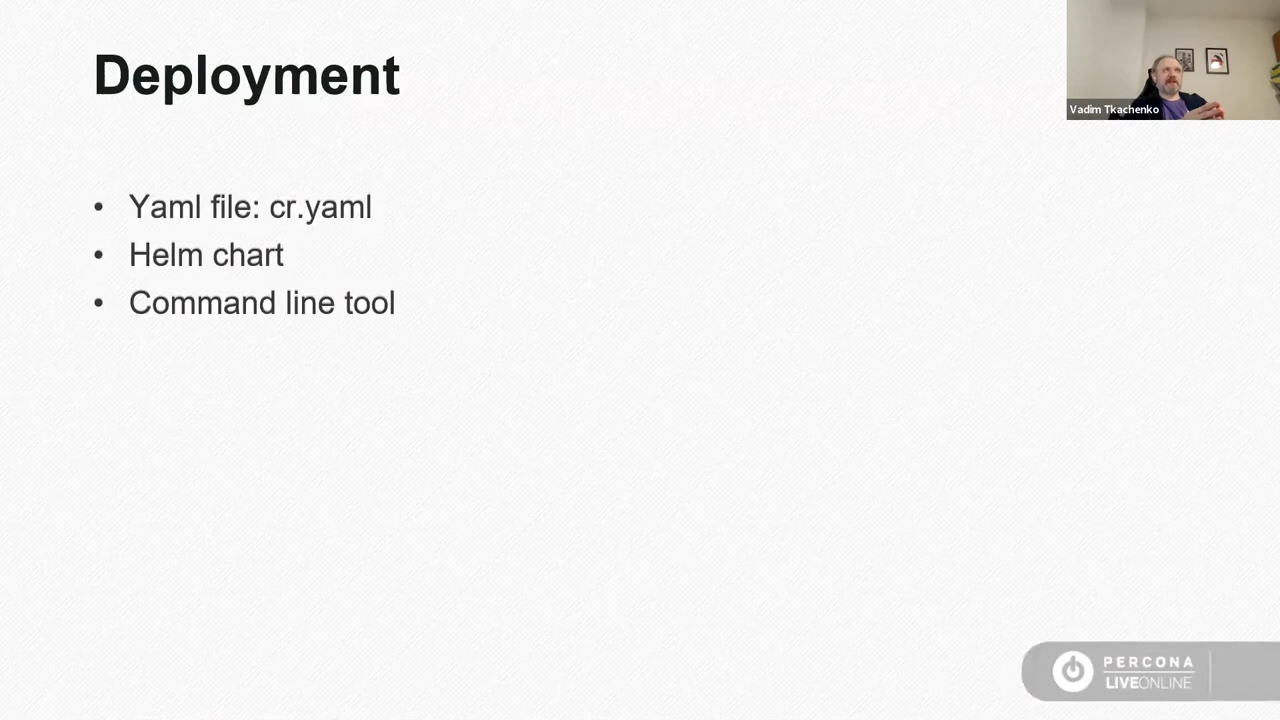 Deployment
Vadim Tkachenko
• Yaml file: cr.yaml
• Helm chart
• Command line tool
PERCONA
LIVEONLINE